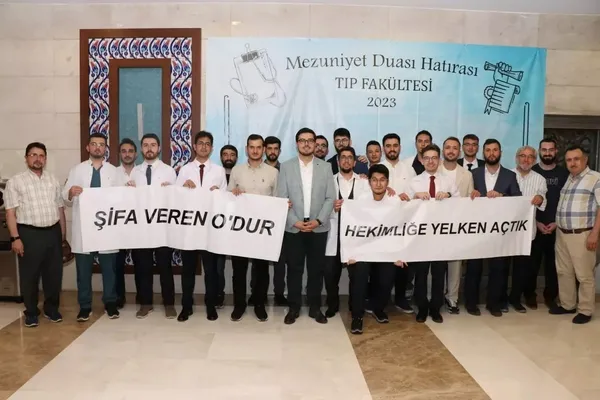 Mezuniyet Duası Hatırası
TIP FAKÜLTESİ
2023
ŞİFA VEREN O'DUR
HEKİMLİĞE YELKEN AÇTIK